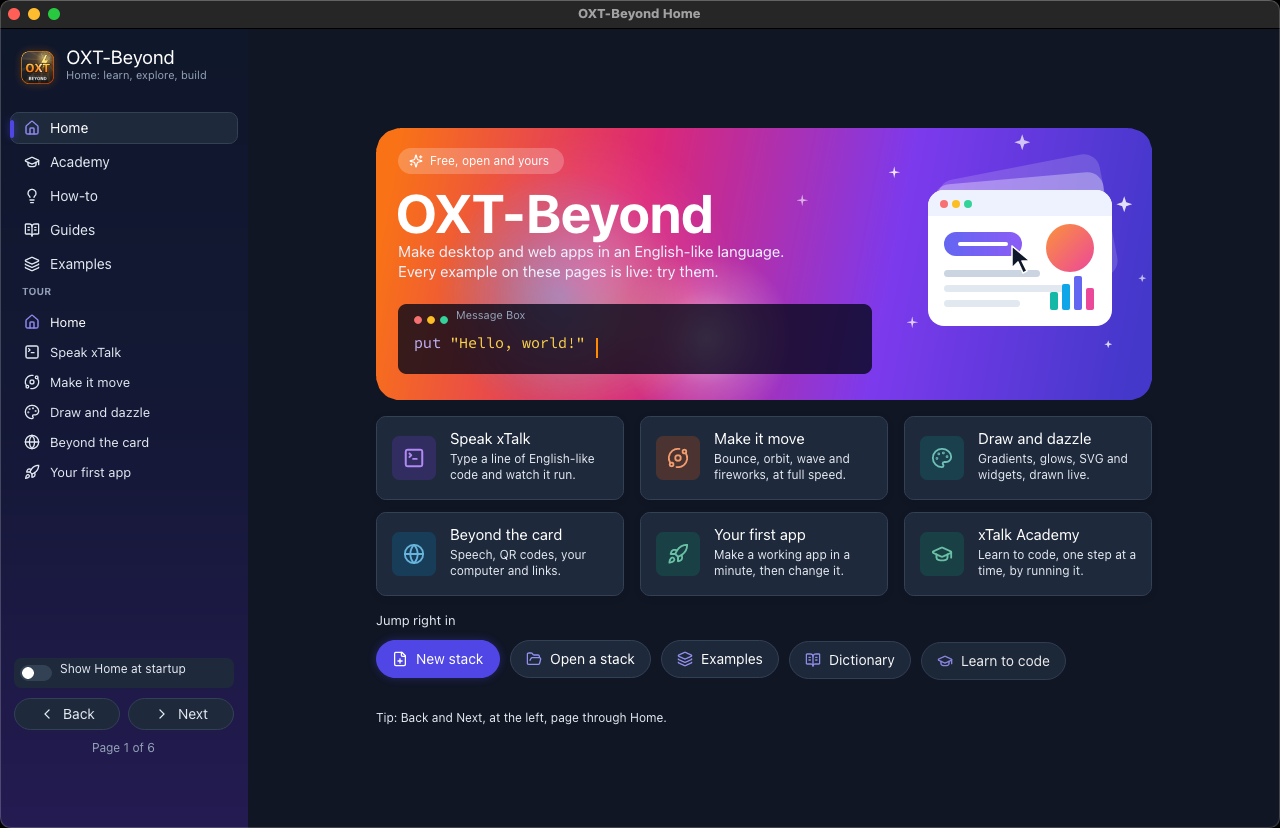 OXT-Beyond Home
OXT
BEYOND
OXT-Beyond
Home: learn, explore, build
Home
Academy
How-to
Guides
Examples
TOUR
Home
Speak xTalk
Make it move
Draw and dazzle
Beyond the card
Your first app
Show Home at startup
Back
Next
Page 1 of 6
Free, open and yours
OXT-Beyond
Make desktop and web apps in an English-like language.
Every example on these pages is live: try them.
Message Box
put "Hello, world!"
Speak xTalk
Type a line of English-like
code and watch it run.
Make it move
Bounce, orbit, wave and
fireworks, at full speed.
Draw and dazzle
Gradients, glows, SVG and
widgets, drawn live.
Beyond the card
Speech, QR codes, your
computer and links.
Your first app
Make a working app in a
minute, then change it.
xTalk Academy
Learn to code, one step at a
time, by running it.
Jump right in
New stack
Open a stack
Examples
Dictionary
Learn to code
Tip: Back and Next, at the left, page through Home.